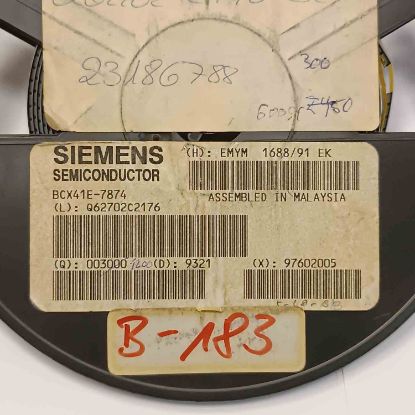 23186788
300
SIEMENS
SEMICONDUCTOR
(H): EMYM 1688/91 EK
BCX41E-7874
ASSEMBLED IN MALAYSIA
(L): Q62702C2176
(Q): 003000 (D): 9321 (X): 97602005
B-183